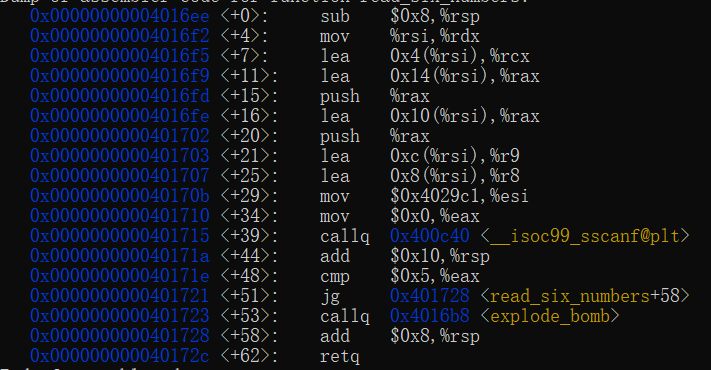 Dump of assembler code for function read_six_numbers:
0x00000000004016ee <+0>: sub $0x8,%rsp
0x00000000004016f2 <+4>: mov %rsi,%rdx
0x00000000004016f5 <+7>: lea 0x4(%rsi),%rcx
0x00000000004016f9 <+11>: lea 0x14(%rsi),%rax
0x00000000004016fd <+15>: push %rax
0x00000000004016fe <+16>: lea 0x10(%rsi),%rax
0x0000000000401702 <+20>: push %rax
0x0000000000401703 <+21>: lea 0xc(%rsi),%r9
0x0000000000401707 <+25>: lea 0x8(%rsi),%r8
0x000000000040170b <+29>: mov $0x4029c1,%esi
0x0000000000401710 <+34>: mov $0x0,%eax
0x0000000000401715 <+39>: callq 0x400c40 <__isoc99_sscanf@plt>
0x000000000040171a <+44>: add $0x10,%rsp
0x000000000040171e <+48>: cmp $0x5,%eax
0x0000000000401721 <+51>: jg 0x401728 <read_six_numbers+58>
0x0000000000401723 <+53>: callq 0x4016b8 <explode_bomb>
0x0000000000401728 <+58>: add $0x8,%rsp
0x000000000040172c <+62>: retq